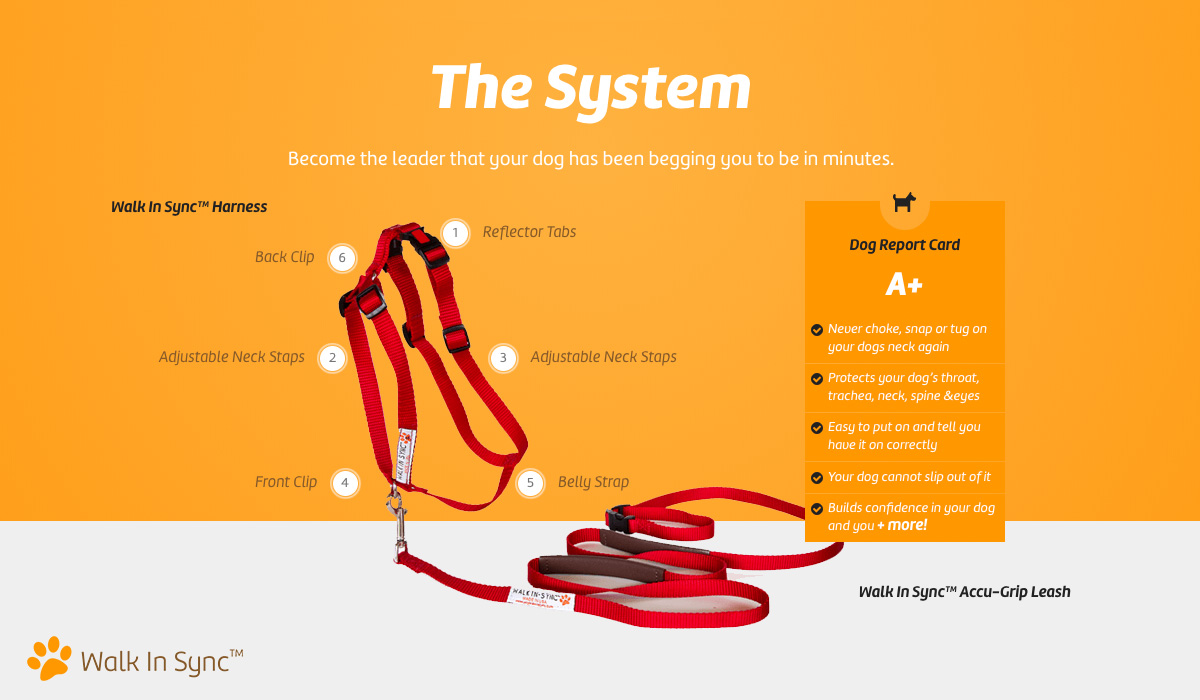 The System
Become the leader that your dog has been begging you to be in minutes.
Walk In Sync™ Harness
1 Reflector Tabs
Back Clip 6
Adjustable Neck Staps 2
3 Adjustable Neck Staps
Front Clip 4
5 Belly Strap
Dog Report Card
A+
Never choke, snap or tug on
your dogs neck again
Protects your dog's throat,
trachea, neck, spine &eyes
Easy to put on and tell you
have it on correctly
Your dog cannot slip out of it
Builds confidence in your dog
and you + more!
WALK IN SYNC
WALK-IN-SYNC
Walk In Sync™ Accu-Grip Leash
Walk In Sync™